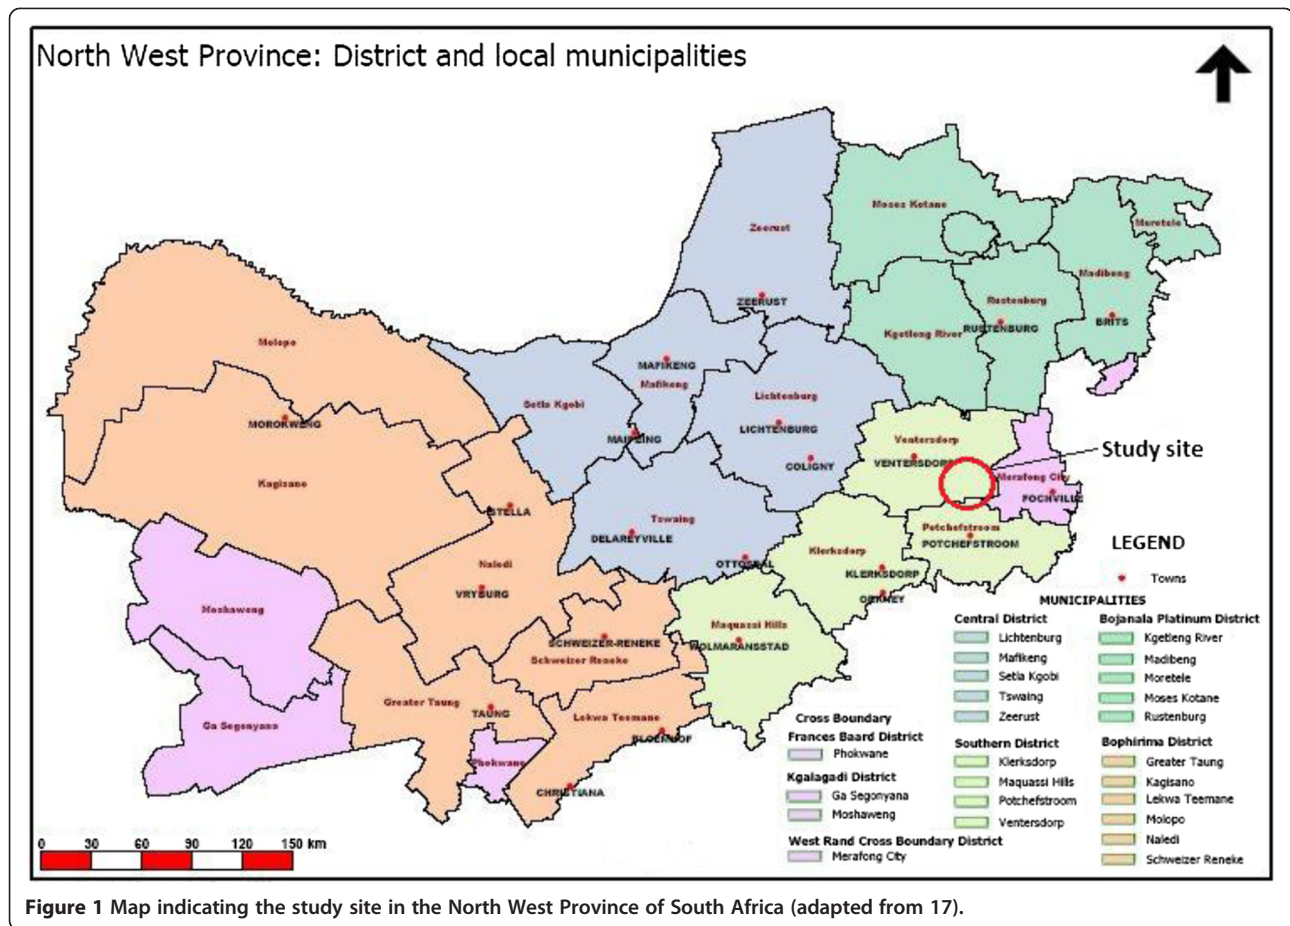 North West Province: District and local municipalities
Moses Kotane
Moretele
Zeerust
Madibeng
ZEERUST
Rustenburg
BRITS
RUSTENBURG
Kgetleng River
Molopo
MAFIKENG
Mafikeng
Lichtenburg
Setla Kgobi
MOROKWENG
LICHTENBURG
Ventersdorp
Study site
VENTERSDORP
COLIGNY
Merafong City
FOCHVILLE
Kagisano
STELLA
Tswaing
DELAREYVILLE
Potchefstroom
POTCHEFSTROOM
LEGEND
Klerksdorp
OTTOSDAL
Naledi
KLERKSDORP
Towns
VRYBURG
ORKNEY
Moshaweng
MUNICIPALITIES
Central District
Lichtenburg
Mafikeng
Setla Kgobi
Tswaing
Zeerust
Bojanala Platinum District
Kgetleng River
Madibeng
Moretele
Moses Kotane
Rustenburg
Maquassi Hills
WOLMARANSSTAD
SCHWEIZER-RENEKE
Schweizer Reneke
Greater Taung
TAUNG
Lekwa Teemane
BLOEMHOF
Ga Segonyana
Phokwane
CHRISTIANA
Cross Boundary
Frances Baard District
Phokwane
Kgalagadi District
Ga Segonyana
Moshaweng
West Rand Cross Boundary District
Merafong City
Southern District
Klerksdorp
Maquassi Hills
Potchefstroom
Ventersdorp
Bophirima District
Greater Taung
Kagisano
Lekwa Teemane
Molopo
Naledi
Schweizer Reneke
0 30 60 90 120 150 km
Figure 1 Map indicating the study site in the North West Province of South Africa (adapted from 17).